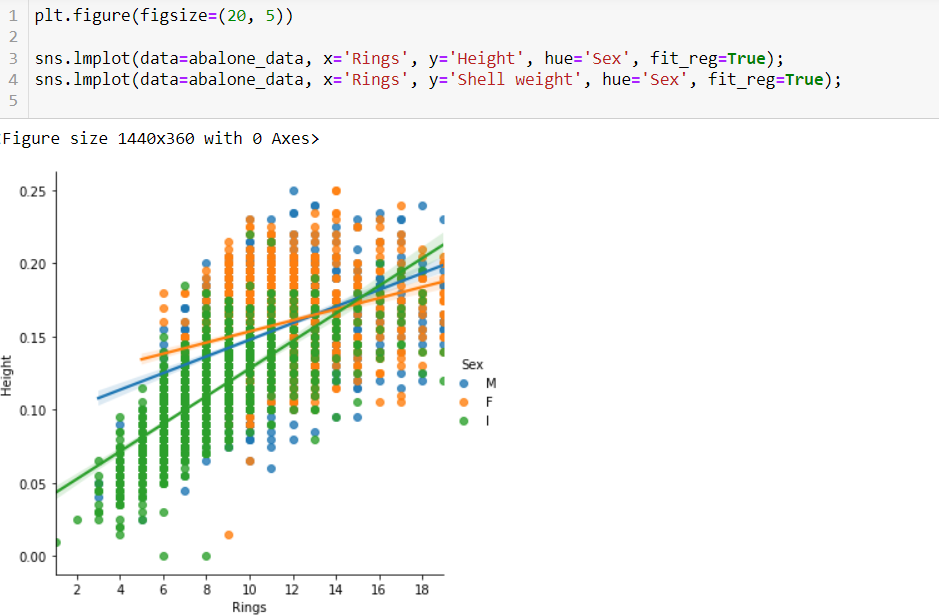 1 plt.figure(figsize=(20, 5))
2
3 sns.lmplot(data=abalone_data, x='Rings', y='Height', hue='Sex', fit_reg=True);
4 sns.lmplot(data=abalone_data, x='Rings', y='Shell weight', hue='Sex', fit_reg=True);
5
Figure size 1440x360 with 0 Axes>
0.25
0.20
0.15
0.10
0.05
0.00
Height
Sex
M
F
I
2 4 6 8 10 12 14 16 18
Rings